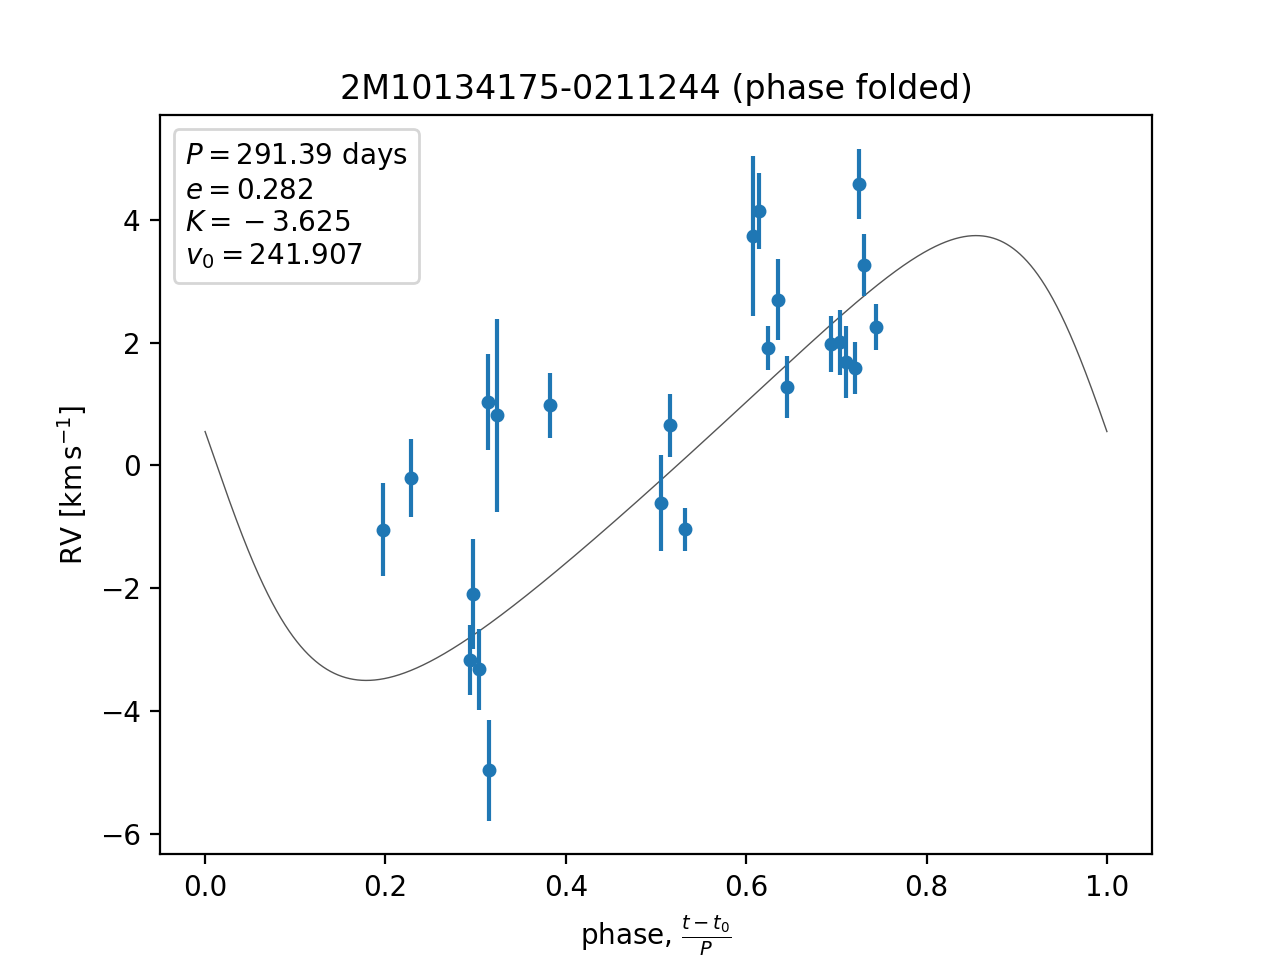 2M10134175-0211244 (phase folded)
P = 291.39 days
e = 0.282
K = −3.625
v₀ = 241.907
RV [km s⁻¹]
4
2
0
−2
−4
−6
0.0 0.2 0.4 0.6 0.8 1.0
phase, (t − t₀)/P